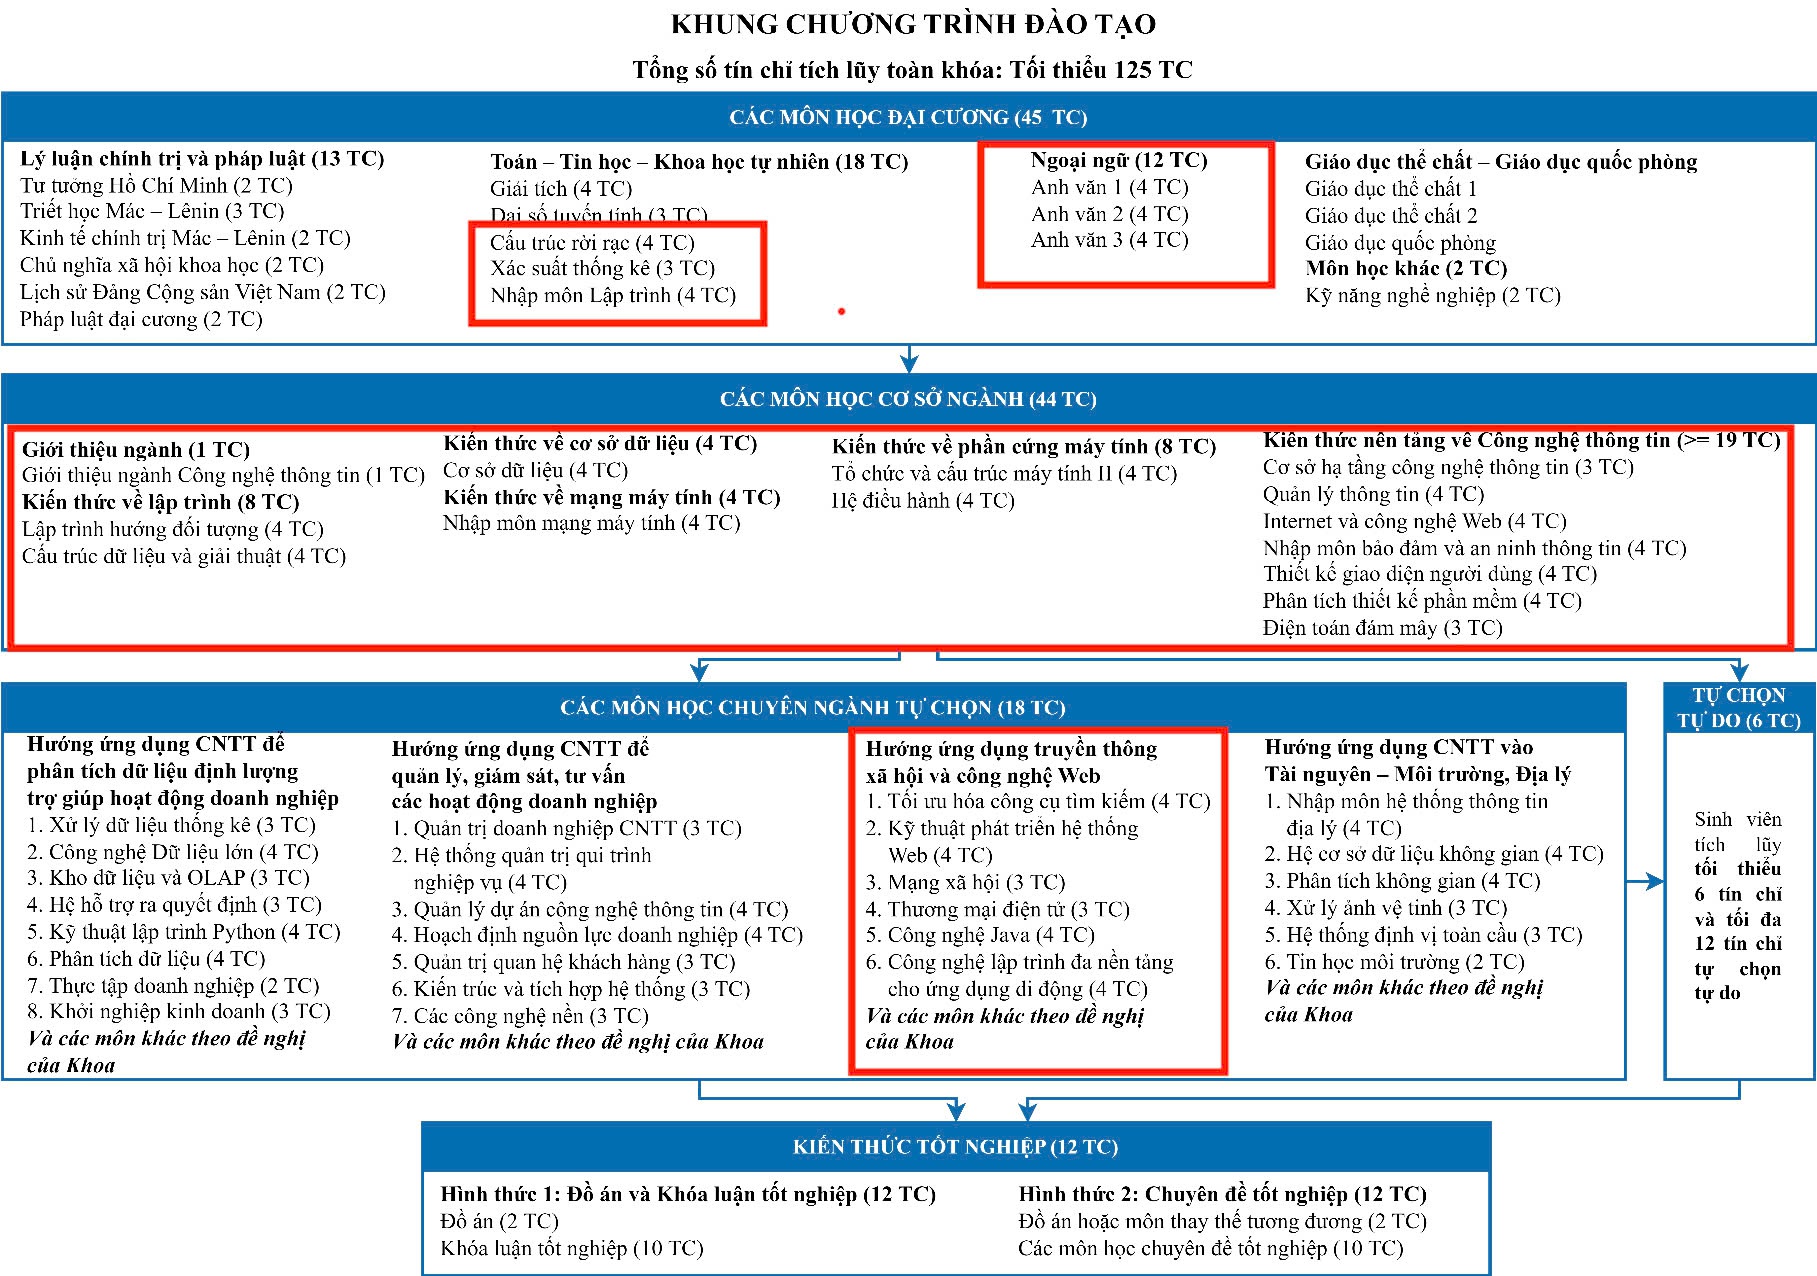 KHUNG CHƯƠNG TRÌNH ĐÀO TẠO
Tổng số tín chỉ tích lũy toàn khóa: Tối thiểu 125 TC
CÁC MÔN HỌC ĐẠI CƯƠNG (45 TC)
Lý luận chính trị và pháp luật (13 TC)
Tư tưởng Hồ Chí Minh (2 TC)
Triết học Mác – Lênin (3 TC)
Kinh tế chính trị Mác – Lênin (2 TC)
Chủ nghĩa xã hội khoa học (2 TC)
Lịch sử Đảng Cộng sản Việt Nam (2 TC)
Pháp luật đại cương (2 TC)
Toán – Tin học – Khoa học tự nhiên (18 TC)
Giải tích (4 TC)
Đại số tuyến tính (3 TC)
Cấu trúc rời rạc (4 TC)
Xác suất thống kê (3 TC)
Nhập môn Lập trình (4 TC)
Ngoại ngữ (12 TC)
Anh văn 1 (4 TC)
Anh văn 2 (4 TC)
Anh văn 3 (4 TC)
Giáo dục thể chất – Giáo dục quốc phòng
Giáo dục thể chất 1
Giáo dục thể chất 2
Giáo dục quốc phòng
Môn học khác (2 TC)
Kỹ năng nghề nghiệp (2 TC)
CÁC MÔN HỌC CƠ SỞ NGÀNH (44 TC)
Giới thiệu ngành (1 TC)
Giới thiệu ngành Công nghệ thông tin (1 TC)
Kiến thức về lập trình (8 TC)
Lập trình hướng đối tượng (4 TC)
Cấu trúc dữ liệu và giải thuật (4 TC)
Kiến thức về cơ sở dữ liệu (4 TC)
Cơ sở dữ liệu (4 TC)
Kiến thức về mạng máy tính (4 TC)
Nhập môn mạng máy tính (4 TC)
Kiến thức về phần cứng máy tính (8 TC)
Tổ chức và cấu trúc máy tính II (4 TC)
Hệ điều hành (4 TC)
Kiến thức nền tảng về Công nghệ thông tin (>= 19 TC)
Cơ sở hạ tầng công nghệ thông tin (3 TC)
Quản lý thông tin (4 TC)
Internet và công nghệ Web (4 TC)
Nhập môn bảo đảm và an ninh thông tin (4 TC)
Thiết kế giao diện người dùng (4 TC)
Phân tích thiết kế phần mềm (4 TC)
Điện toán đám mây (3 TC)
CÁC MÔN HỌC CHUYÊN NGÀNH TỰ CHỌN (18 TC)
Hướng ứng dụng CNTT để
phân tích dữ liệu định lượng
trợ giúp hoạt động doanh nghiệp
1. Xử lý dữ liệu thống kê (3 TC)
2. Công nghệ Dữ liệu lớn (4 TC)
3. Kho dữ liệu và OLAP (3 TC)
4. Hệ hỗ trợ ra quyết định (3 TC)
5. Kỹ thuật lập trình Python (4 TC)
6. Phân tích dữ liệu (4 TC)
7. Thực tập doanh nghiệp (2 TC)
8. Khởi nghiệp kinh doanh (3 TC)
Và các môn khác theo đề nghị
của Khoa
Hướng ứng dụng CNTT để
quản lý, giám sát, tư vấn
các hoạt động doanh nghiệp
1. Quản trị doanh nghiệp CNTT (3 TC)
2. Hệ thống quản trị qui trình
nghiệp vụ (4 TC)
3. Quản lý dự án công nghệ thông tin (4 TC)
4. Hoạch định nguồn lực doanh nghiệp (4 TC)
5. Quản trị quan hệ khách hàng (3 TC)
6. Kiến trúc và tích hợp hệ thống (3 TC)
7. Các công nghệ nền (3 TC)
Và các môn khác theo đề nghị của Khoa
Hướng ứng dụng truyền thông
xã hội và công nghệ Web
1. Tối ưu hóa công cụ tìm kiếm (4 TC)
2. Kỹ thuật phát triển hệ thống
Web (4 TC)
3. Mạng xã hội (3 TC)
4. Thương mại điện tử (3 TC)
5. Công nghệ Java (4 TC)
6. Công nghệ lập trình đa nền tảng
cho ứng dụng di động (4 TC)
Và các môn khác theo đề nghị
của Khoa
Hướng ứng dụng CNTT vào
Tài nguyên – Môi trường, Địa lý
1. Nhập môn hệ thống thông tin
địa lý (4 TC)
2. Hệ cơ sở dữ liệu không gian (4 TC)
3. Phân tích không gian (4 TC)
4. Xử lý ảnh vệ tinh (3 TC)
5. Hệ thống định vị toàn cầu (3 TC)
6. Tin học môi trường (2 TC)
Và các môn khác theo đề nghị
của Khoa
TỰ CHỌN
TỰ DO (6 TC)
Sinh viên
tích lũy
tối thiểu
6 tín chỉ
và tối đa
12 tín chỉ
tự chọn
tự do
KIẾN THỨC TỐT NGHIỆP (12 TC)
Hình thức 1: Đồ án và Khóa luận tốt nghiệp (12 TC)
Đồ án (2 TC)
Khóa luận tốt nghiệp (10 TC)
Hình thức 2: Chuyên đề tốt nghiệp (12 TC)
Đồ án hoặc môn thay thế tương đương (2 TC)
Các môn học chuyên đề tốt nghiệp (10 TC)